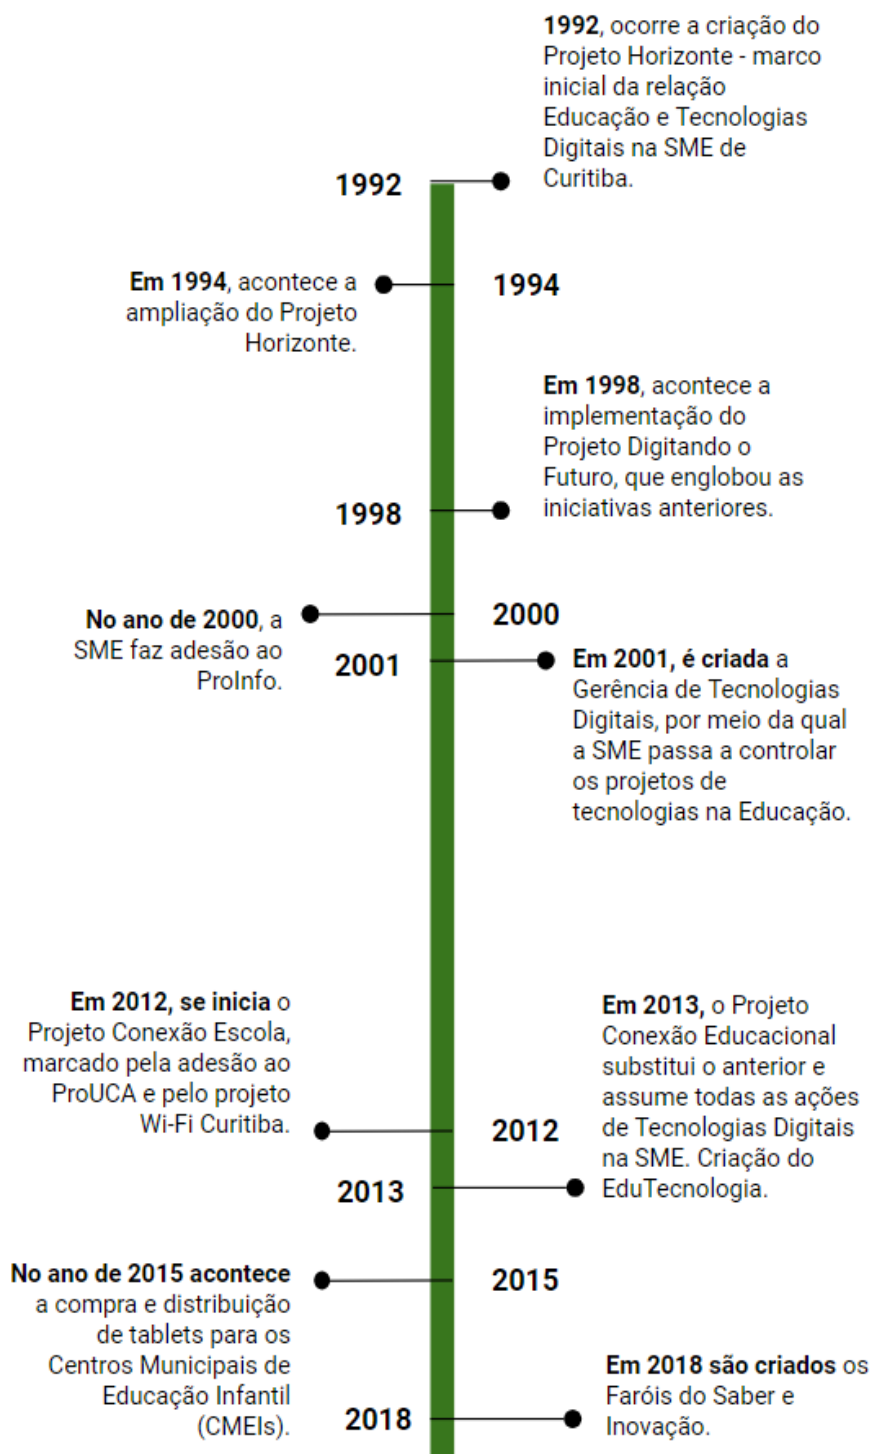 1992, ocorre a criação do
Projeto Horizonte - marco
inicial da relação
Educação e Tecnologias
Digitais na SME de
Curitiba.
1992
Em 1994, acontece a
ampliação do Projeto
Horizonte.
1994
Em 1998, acontece a
implementação do
Projeto Digitando o
Futuro, que englobou as
iniciativas anteriores.
1998
No ano de 2000, a
SME faz adesão ao
ProInfo.
2000
2001
Em 2001, é criada a
Gerência de Tecnologias
Digitais, por meio da qual
a SME passa a controlar
os projetos de
tecnologias na Educação.
Em 2012, se inicia o
Projeto Conexão Escola,
marcado pela adesão ao
ProUCA e pelo projeto
Wi-Fi Curitiba.
2012
Em 2013, o Projeto
Conexão Educacional
substitui o anterior e
assume todas as ações
de Tecnologias Digitais
na SME. Criação do
EduTecnologia.
2013
No ano de 2015 acontece
a compra e distribuição
de tablets para os
Centros Municipais de
Educação Infantil
(CMEIs).
2015
Em 2018 são criados os
Faróis do Saber e
Inovação.
2018